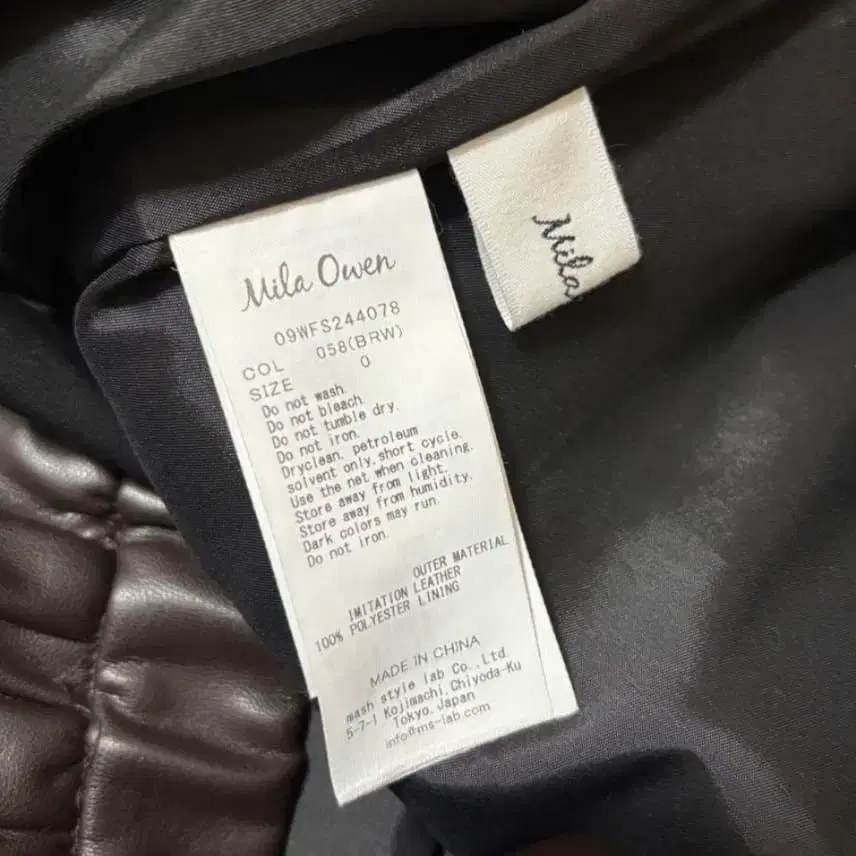 Mila Owen
09WFS244078
COL 058(BRW)
SIZE 0
Do not wash.
Do not bleach.
Do not tumble dry.
Do not iron.
Dryclean, petroleum
solvent only,short cycle.
Use the net when cleaning.
Store away from light.
Store away from humidity.
Dark colors may run.
Do not iron.
OUTER MATERIAL
IMITATION LEATHER
100% POLYESTER LINING
MADE IN CHINA
mash style lab Co.,Ltd.
5-7-1 Kojimachi,Chiyoda-Ku
Tokyo.Japan
info@ms-lab.com
Mila